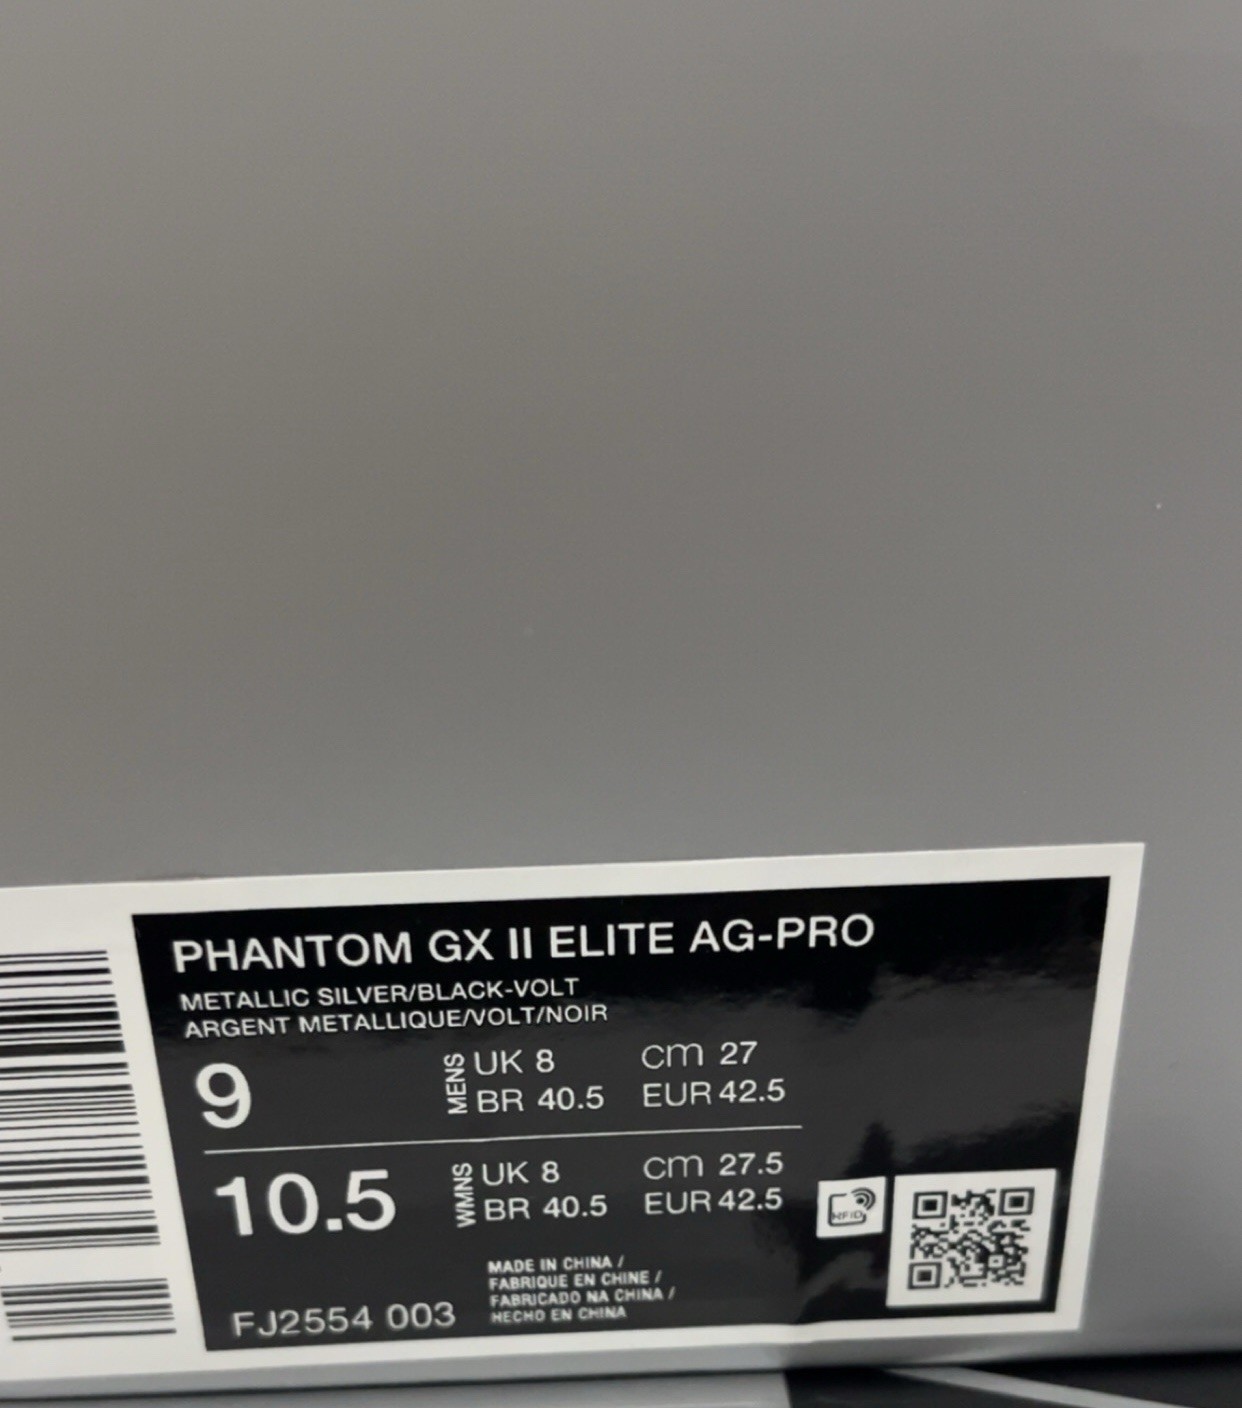 PHANTOM GX II ELITE AG-PRO
METALLIC SILVER/BLACK-VOLT
ARGENT METALLIQUE/VOLT/NOIR
9
MENS
UK 8 cm 27
BR 40.5 EUR 42.5
10.5
WMNS
UK 8 cm 27.5
BR 40.5 EUR 42.5
RFID
MADE IN CHINA /
FABRIQUE EN CHINE /
FABRICADO NA CHINA /
HECHO EN CHINA
FJ2554 003